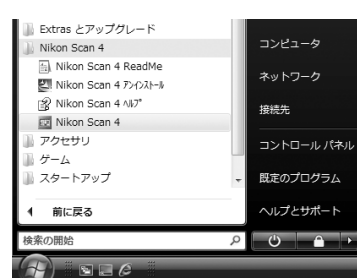 Extras とアップグレード
Nikon Scan 4
Nikon Scan 4 ReadMe
Nikon Scan 4 ｱﾝｲﾝｽﾄｰﾙ
Nikon Scan 4 ﾍﾙﾌﾟ
Nikon Scan 4
アクセサリ
ゲーム
スタートアップ
前に戻る
検索の開始
コンピュータ
ネットワーク
接続先
コントロール パネル
既定のプログラム
ヘルプとサポート